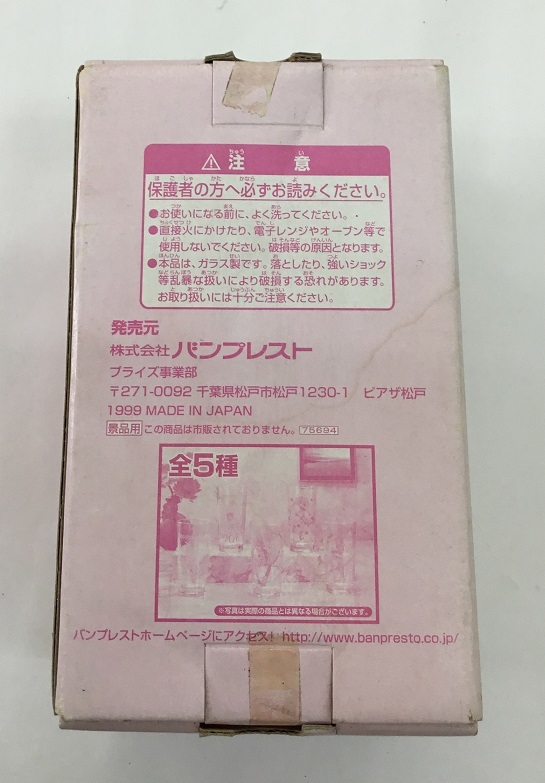 ⚠注意
保護者の方へ必ずお読みください。
●お使いになる前に、よく洗ってください。
●直接火にかけたり、電子レンジやオーブン等で
使用しないでください。破損等の原因となります。
●本品は、ガラス製です。落としたり、強いショック
等乱暴な扱いにより破損する恐れがあります。
お取り扱いには十分ご注意ください。
発売元
株式会社 バンプレスト
プライズ事業部
〒271-0092 千葉県松戸市松戸1230-1 ピアザ松戸
1999 MADE IN JAPAN
景品用 この商品は市販されておりません。 75694
全5種
※写真は実際の商品とは異なる場合がございます。
バンプレストホームページにアクセス! http://www.banpresto.co.jp/